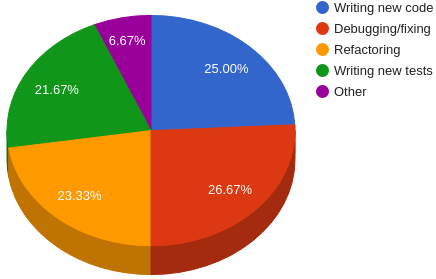 Writing new code
Debugging/fixing
Refactoring
Writing new tests
Other
6.67%
25.00%
21.67%
26.67%
23.33%